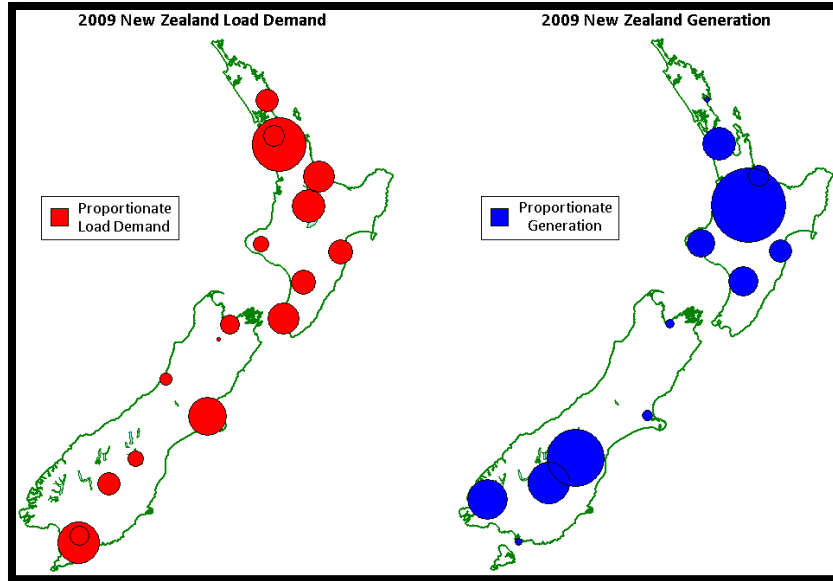 2009 New Zealand Load Demand
2009 New Zealand Generation
Proportionate
Load Demand
Proportionate
Generation